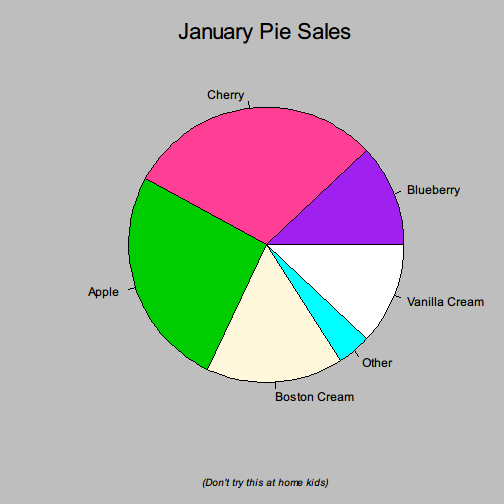 January Pie Sales
Cherry
Blueberry
Apple
Vanilla Cream
Other
Boston Cream
(Don't try this at home kids)